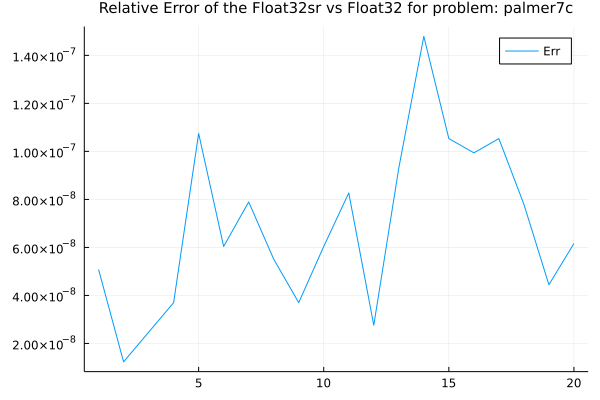 Relative Error of the Float32sr vs Float32 for problem: palmer7c
Err
1.40×10⁻⁷
1.20×10⁻⁷
1.00×10⁻⁷
8.00×10⁻⁸
6.00×10⁻⁸
4.00×10⁻⁸
2.00×10⁻⁸
5 10 15 20